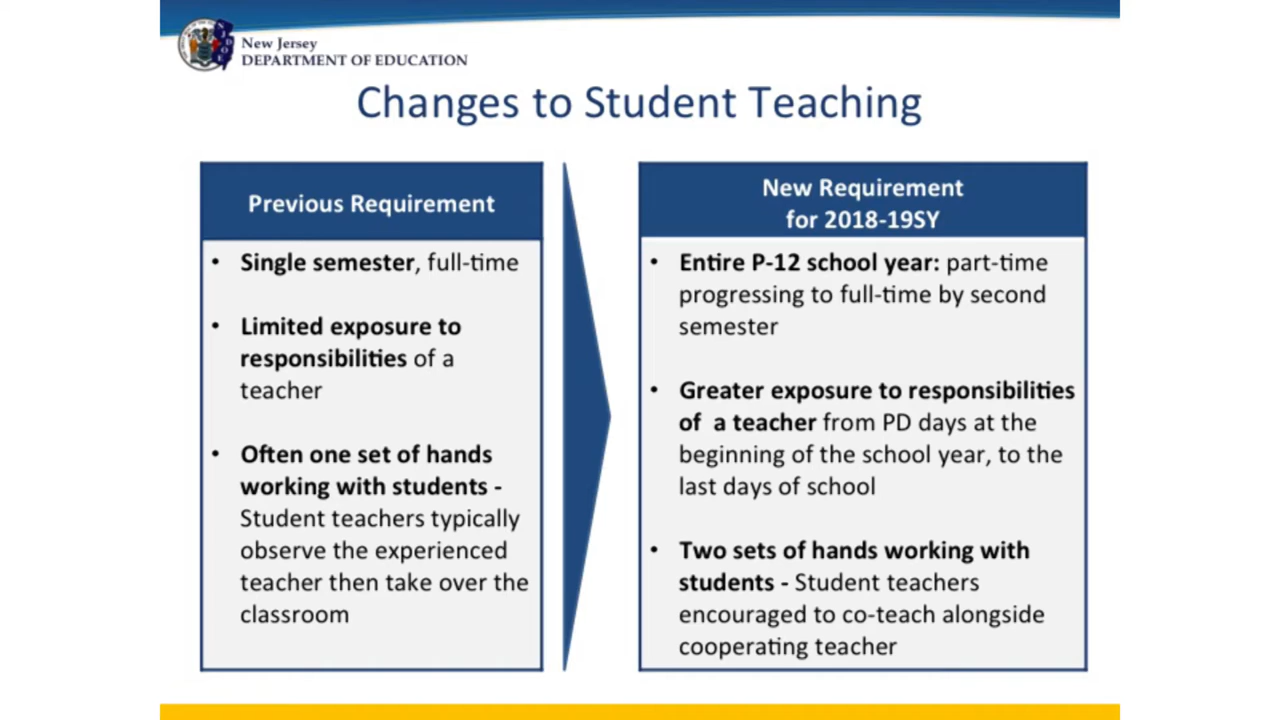 New Jersey
DEPARTMENT OF EDUCATION
Changes to Student Teaching
Previous Requirement
• Single semester, full-time
• Limited exposure to
responsibilities of a
teacher
• Often one set of hands
working with students -
Student teachers typically
observe the experienced
teacher then take over the
classroom
New Requirement
for 2018-19SY
• Entire P-12 school year: part-time
progressing to full-time by second
semester
• Greater exposure to responsibilities
of a teacher from PD days at the
beginning of the school year, to the
last days of school
• Two sets of hands working with
students - Student teachers
encouraged to co-teach alongside
cooperating teacher